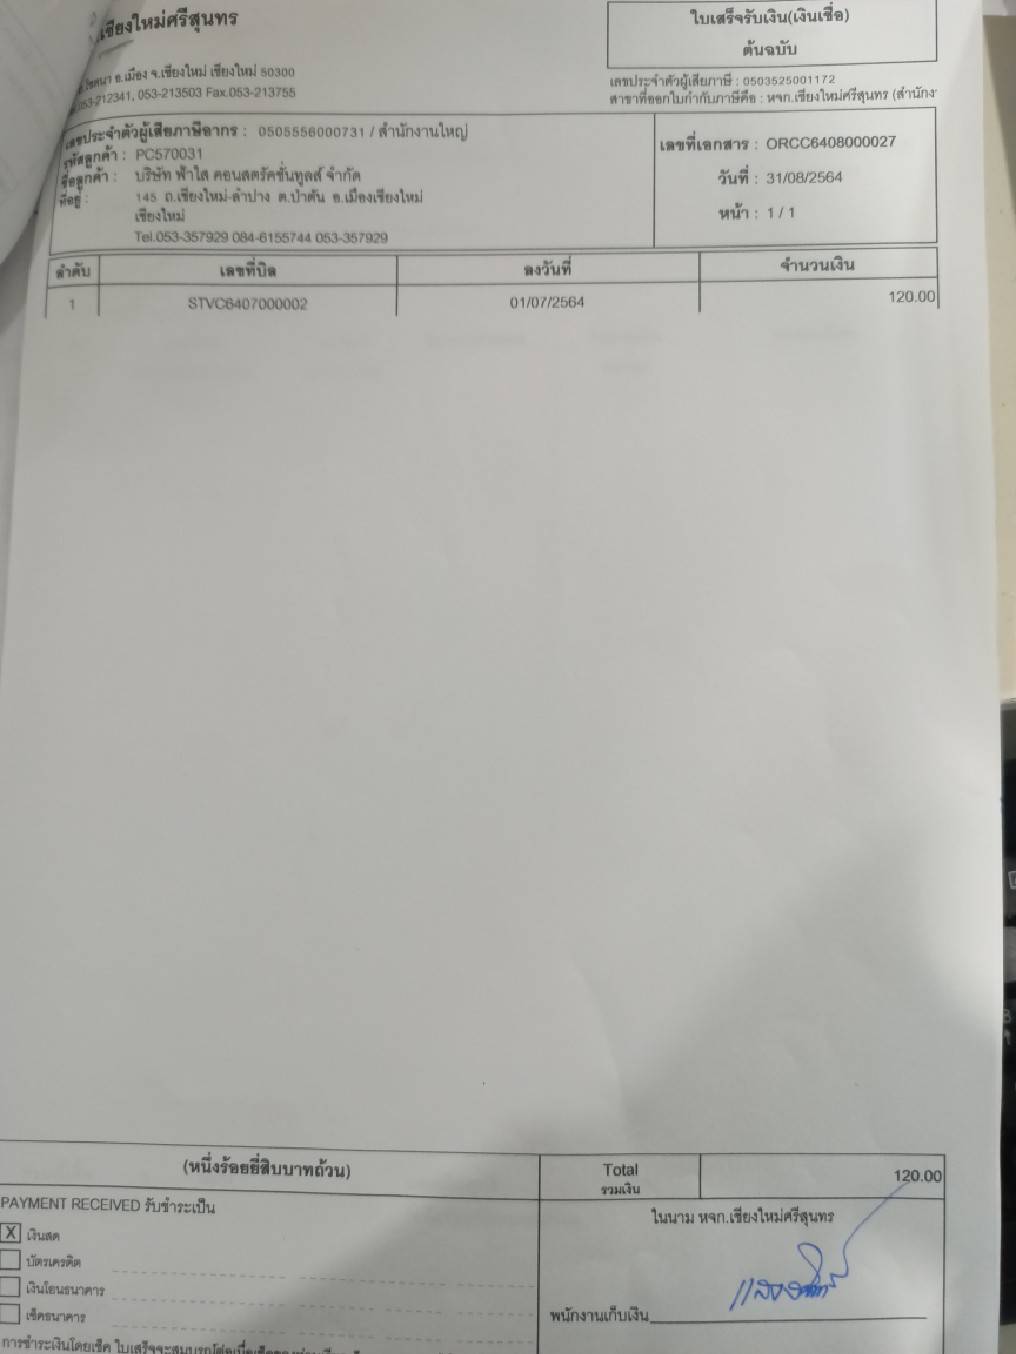 เชียงใหม่ศรีสุนทร
อ.เมือง จ.เชียงใหม่ เชียงใหม่ 50300
053-212341, 053-213503 Fax.053-213755
ใบเสร็จรับเงิน(เงินเชื่อ)
ต้นฉบับ
เลขประจำตัวผู้เสียภาษี : 0503525001172
สาขาที่ออกใบกำกับภาษีคือ : หจก.เชียงใหม่ศรีสุนทร (สำนักง
เลขประจำตัวผู้เสียภาษีอากร : 0505556000731 / สำนักงานใหญ่
รหัสลูกค้า : PC570031
ชื่อลูกค้า : บริษัท ฟ้าใส คอนสตรัคชั่นทูลส์ จำกัด
ที่อยู่ : 145 ถ.เชียงใหม่-ลำปาง ต.ป่าตัน อ.เมืองเชียงใหม่
เชียงใหม่
Tel.053-357929 084-6155744 053-357929
เลขที่เอกสาร : ORCC6408000027
วันที่ : 31/08/2564
หน้า : 1 / 1
ลำดับ เลขที่บิล ลงวันที่ จำนวนเงิน
1 STVC6407000002 01/07/2564 120.00
(หนึ่งร้อยยี่สิบบาทถ้วน) Total 120.00
รวมเงิน
PAYMENT RECEIVED รับชำระเป็น
X เงินสด
บัตรเครดิต
เงินโอนธนาคาร
เช็คธนาคาร
ในนาม หจก.เชียงใหม่ศรีสุนทร
พนักงานเก็บเงิน
การชำระเงินโดยเช็ค ใบเสร็จจะสมบูรณ์ต่อเมื่อ